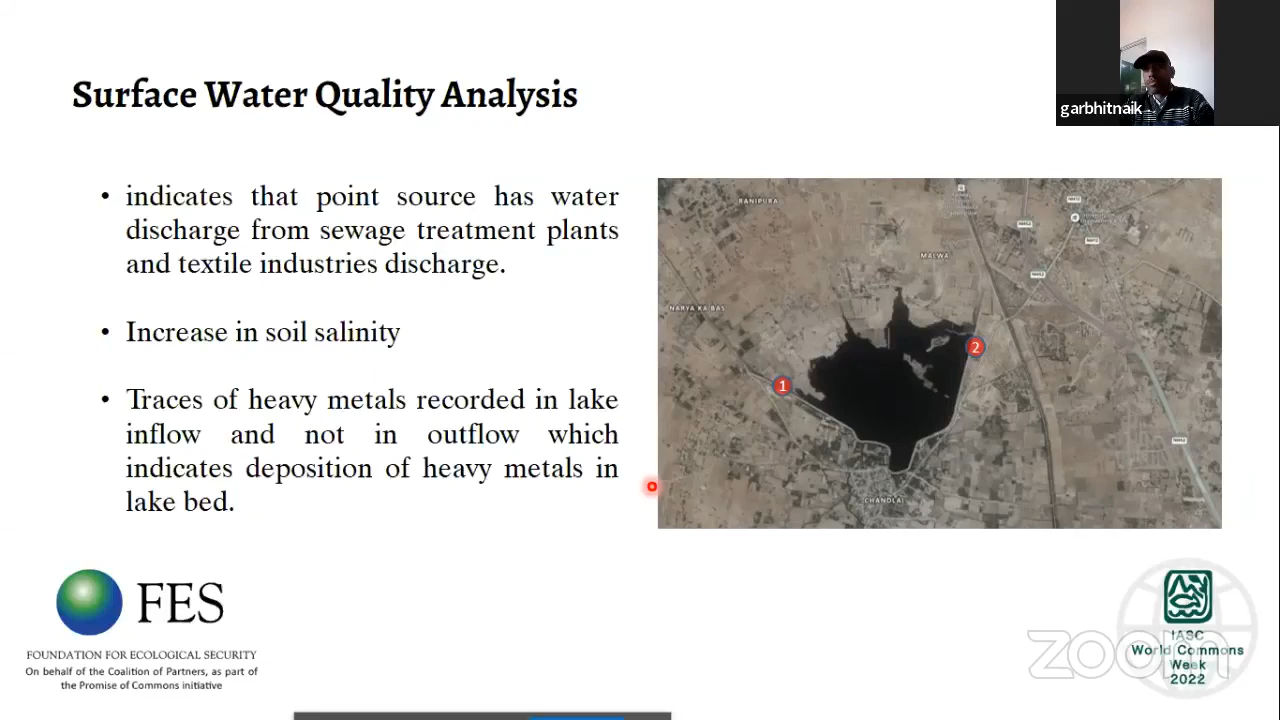 garbhitnaik
Surface Water Quality Analysis
• indicates that point source has water
discharge from sewage treatment plants
and textile industries discharge.
• Increase in soil salinity
• Traces of heavy metals recorded in lake
inflow and not in outflow which
indicates deposition of heavy metals in
lake bed.
RANIPURA
MALWA
NARYA KA BAS
1
2
CHANDLAI
FES
FOUNDATION FOR ECOLOGICAL SECURITY
On behalf of the Coalition of Partners, as part of
the Promise of Commons initiative
zoom
IASC
World Commons
Week
2022